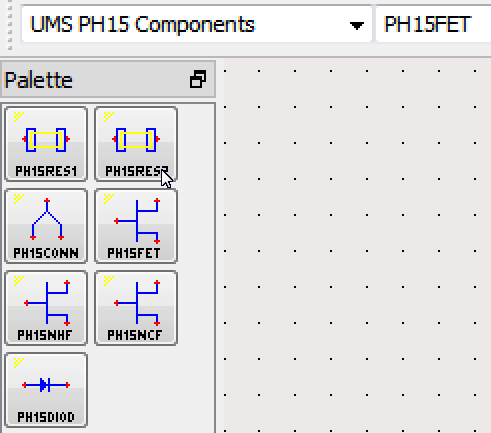 UMS PH15 Components PH15FET
Palette
PH15RES1 PH15RES2
PH15CONN PH15FET
PH15NHF PH15NCF
PH15DIOD